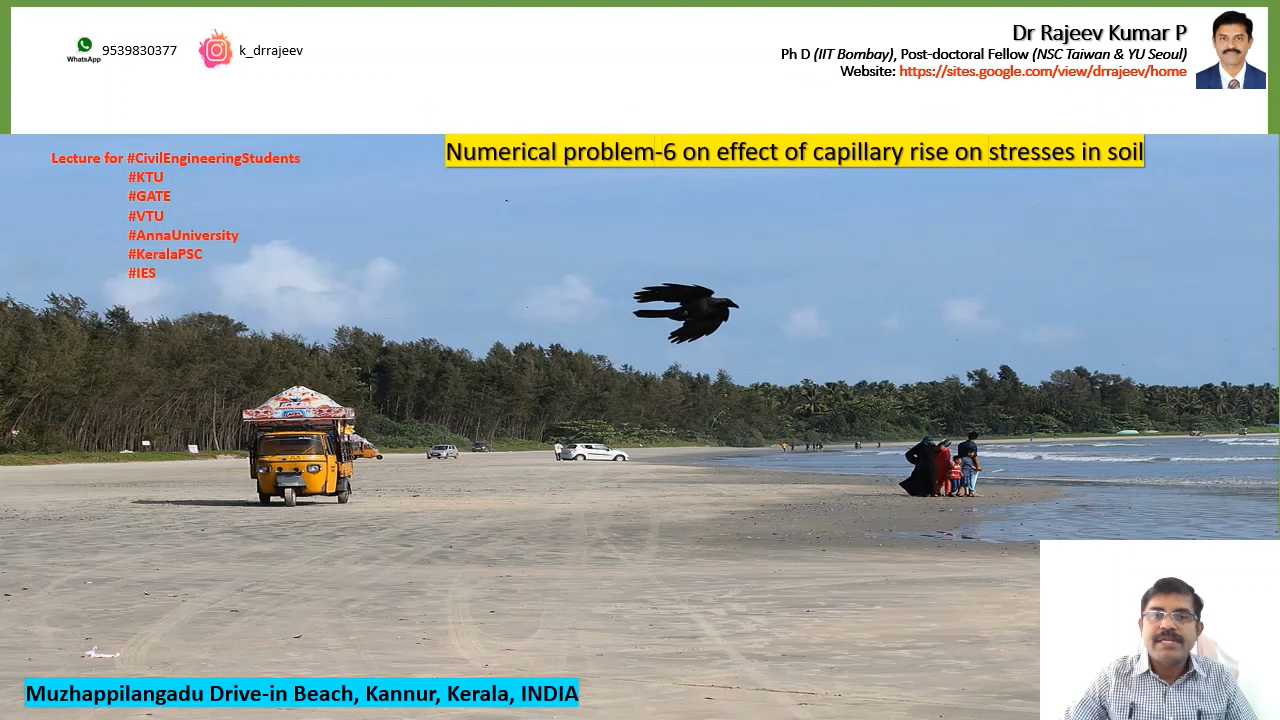 WhatsApp
9539830377
k_drrajeev
Dr Rajeev Kumar P
Ph D (IIT Bombay), Post-doctoral Fellow (NSC Taiwan & YU Seoul)
Website: https://sites.google.com/view/drrajeev/home
Numerical problem-6 on effect of capillary rise on stresses in soil
Lecture for #CivilEngineeringStudents
#KTU
#GATE
#VTU
#AnnaUniversity
#KeralaPSC
#IES
Muzhappilangadu Drive-in Beach, Kannur, Kerala, INDIA